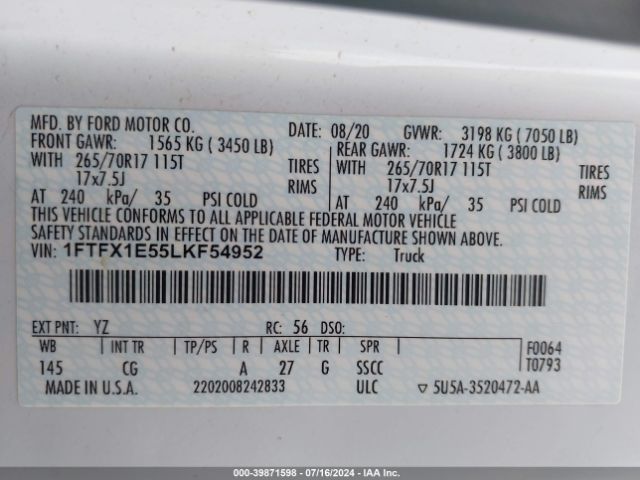 MFD. BY FORD MOTOR CO. DATE: 08/20 GVWR: 3198 KG ( 7050 LB)
FRONT GAWR: 1565 KG ( 3450 LB) REAR GAWR: 1724 KG ( 3800 LB)
WITH 265/70R17 115T TIRES WITH 265/70R17 115T TIRES
17x7.5J RIMS 17x7.5J RIMS
AT 240 kPa/ 35 PSI COLD AT 240 kPa/ 35 PSI COLD
THIS VEHICLE CONFORMS TO ALL APPLICABLE FEDERAL MOTOR VEHICLE
SAFETY STANDARDS IN EFFECT ON THE DATE OF MANUFACTURE SHOWN ABOVE.
VIN: 1FTFX1E55LKF54952 TYPE: Truck
EXT PNT: YZ RC: 56 DSO:
WB INT TR TP/PS R AXLE TR SPR F0064
145 CG A 27 G SSCC T0793
MADE IN U.S.A. 2202008242833 ULC ▽ 5U5A-3520472-AA
000-39871598 - 07/16/2024 - IAAI.COM